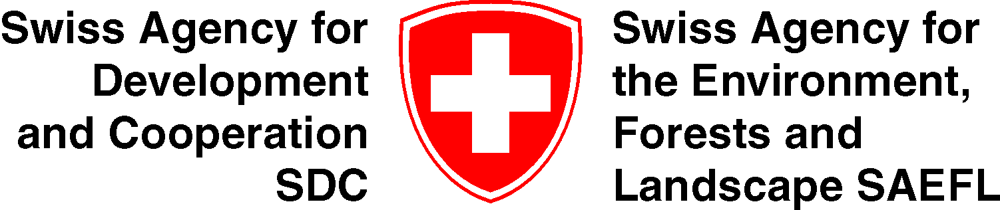 Swiss Agency for
Development
and Cooperation
SDC
Swiss Agency for
the Environment,
Forests and
Landscape SAEFL